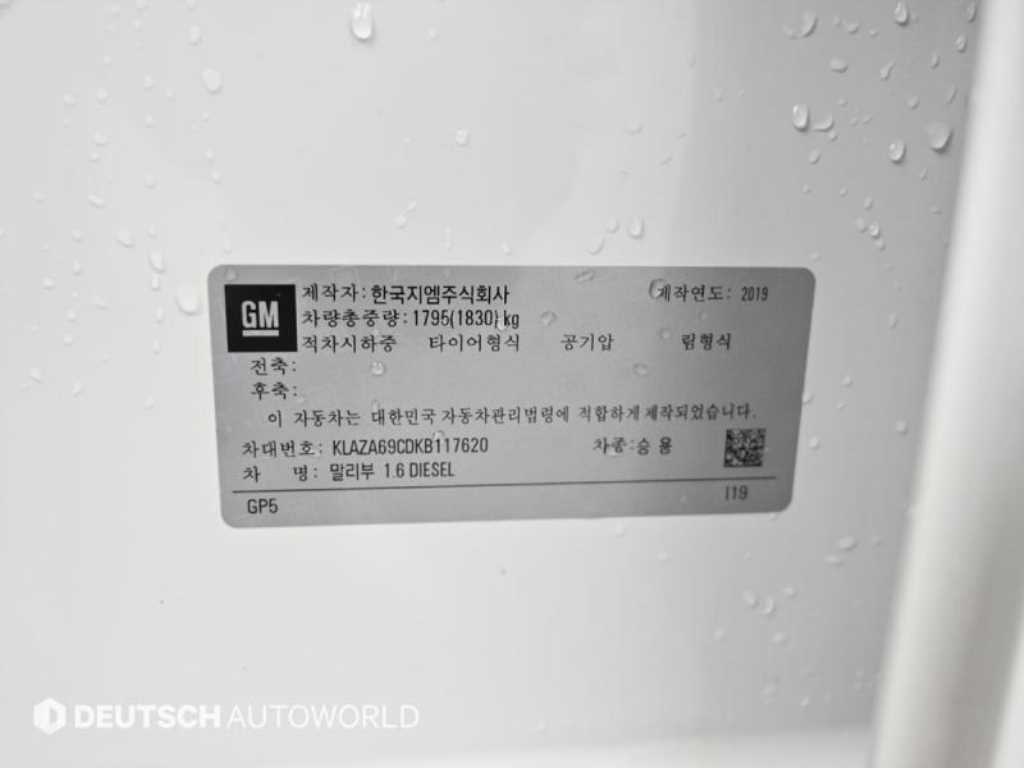 GM 제작자: 한국지엠주식회사 제작연도: 2019
차량총중량: 1795(1830) kg
적차시하중 타이어형식 공기압 림형식
전축:
후축:
이 자동차는 대한민국 자동차관리법령에 적합하게 제작되었습니다.
차대번호: KLAZA69CDKB117620 차종: 승용
차 명: 말리부 1.6 DIESEL
GP5 I19
DEUTSCH AUTOWORLD